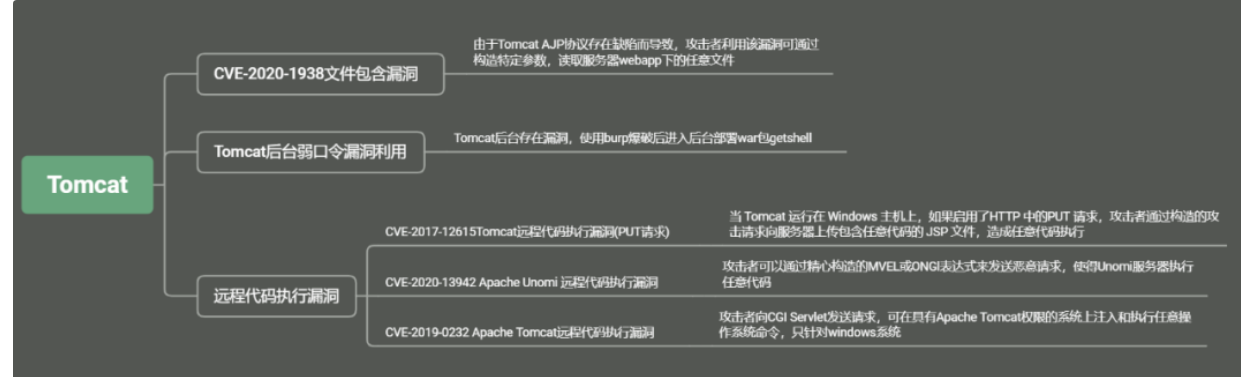 由于Tomcat AJP协议存在缺陷而导致，攻击者利用该漏洞可通过
构造特定参数，读取服务器webapp下的任意文件
CVE-2020-1938文件包含漏洞
Tomcat后台存在漏洞，使用burp爆破后进入后台部署war包getshell
Tomcat后台弱口令漏洞利用
Tomcat
当 Tomcat 运行在 Windows 主机上，如果启用了HTTP 中的PUT 请求，攻击者通过构造的攻
击请求向服务器上传包含任意代码的 JSP 文件，造成任意代码执行
CVE-2017-12615Tomcat远程代码执行漏洞(PUT请求)
攻击者可以通过精心构造的MVEL或ONGl表达式来发送恶意请求，使得Unomi服务器执行
任意代码
CVE-2020-13942 Apache Unomi 远程代码执行漏洞
远程代码执行漏洞
攻击者向CGI Servlet发送请求，可在具有Apache Tomcat权限的系统上注入和执行任意操
作系统命令，只针对windows系统
CVE-2019-0232 Apache Tomcat远程代码执行漏洞